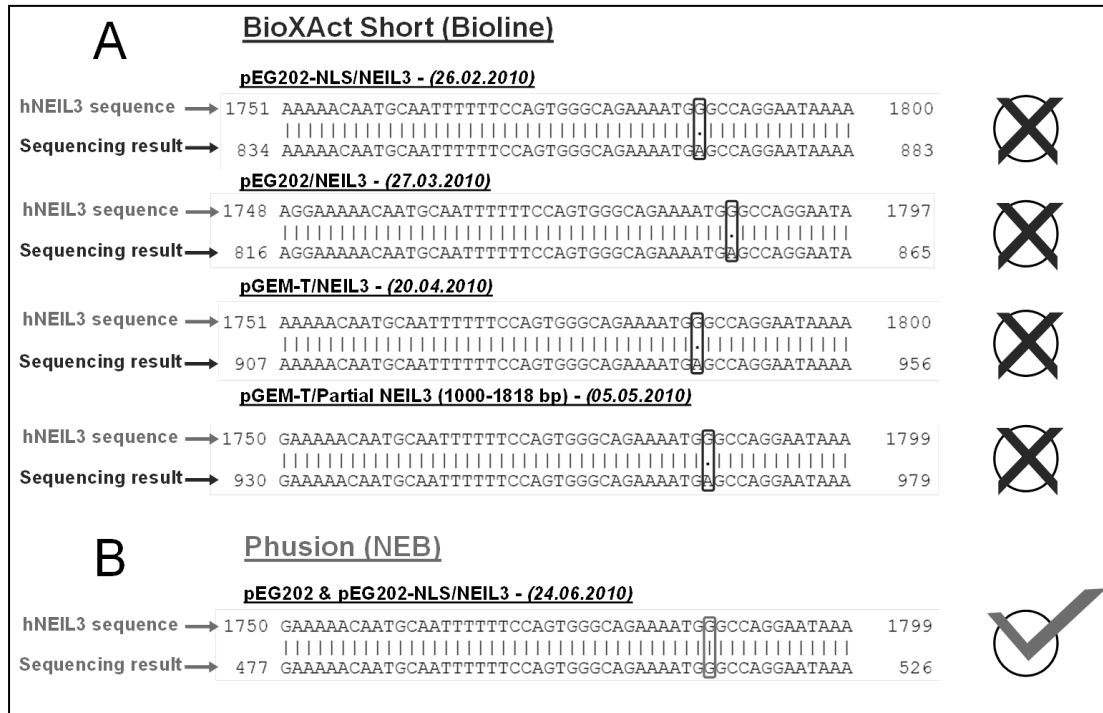 A
BioXAct Short (Bioline)
pEG202-NLS/NEIL3 - (26.02.2010)
hNEIL3 sequence 1751 AAAAACAATGCAATTTTTTCCAGTGGGCAGAAAATGGGCCAGGAATAAAA 1800
Sequencing result 834 AAAAACAATGCAATTTTTTCCAGTGGGCAGAAAATGAGCCAGGAATAAAA 883
pEG202/NEIL3 - (27.03.2010)
hNEIL3 sequence 1748 AGGAAAAACAATGCAATTTTTTCCAGTGGGCAGAAAATGGGCCAGGAATA 1797
Sequencing result 816 AGGAAAAACAATGCAATTTTTTCCAGTGGGCAGAAAATGAGCCAGGAATA 865
pGEM-T/NEIL3 - (20.04.2010)
hNEIL3 sequence 1751 AAAAACAATGCAATTTTTTCCAGTGGGCAGAAAATGGGCCAGGAATAAAA 1800
Sequencing result 907 AAAAACAATGCAATTTTTTCCAGTGGGCAGAAAATGAGCCAGGAATAAAA 956
pGEM-T/Partial NEIL3 (1000-1818 bp) - (05.05.2010)
hNEIL3 sequence 1750 GAAAAACAATGCAATTTTTTCCAGTGGGCAGAAAATGGGCCAGGAATAAA 1799
Sequencing result 930 GAAAAACAATGCAATTTTTTCCAGTGGGCAGAAAATGAGCCAGGAATAAA 979
B
Phusion (NEB)
pEG202 & pEG202-NLS/NEIL3 - (24.06.2010)
hNEIL3 sequence 1750 GAAAAACAATGCAATTTTTTCCAGTGGGCAGAAAATGGGCCAGGAATAAA 1799
Sequencing result 477 GAAAAACAATGCAATTTTTTCCAGTGGGCAGAAAATGGGCCAGGAATAAA 526